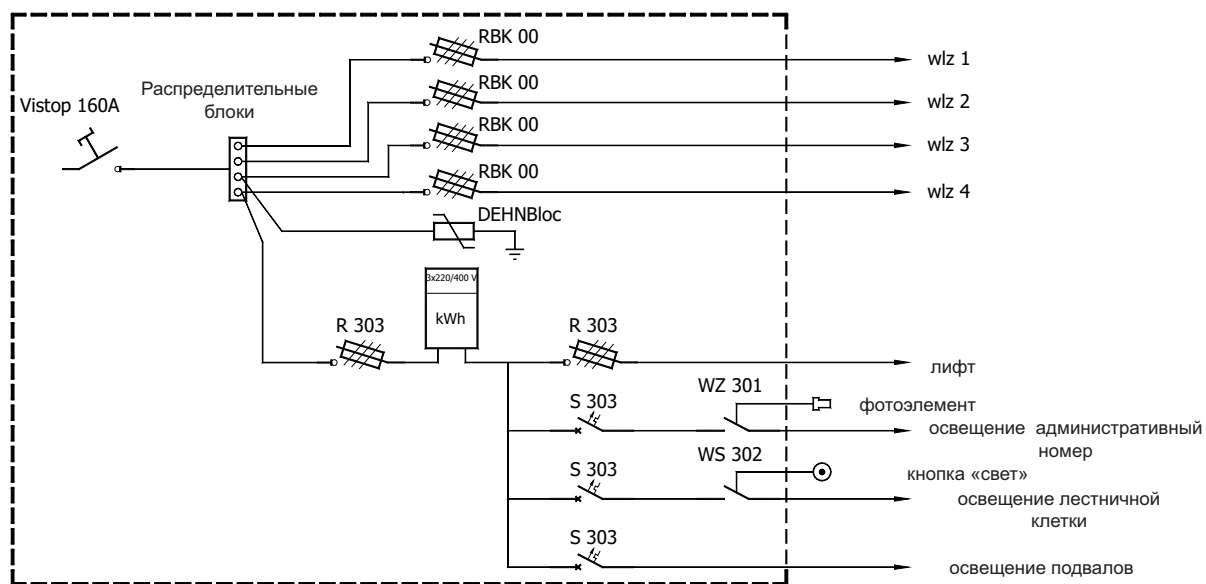 RBK 00
wlz 1
Vistop 160A
Распределительные
блоки
RBK 00
wlz 2
RBK 00
wlz 3
RBK 00
wlz 4
DEHNBloc
3x220/400 V
kWh
R 303
R 303
лифт
WZ 301
S 303
фотоэлемент
освещение административный
номер
WS 302
S 303
кнопка «свет»
освещение лестничной
клетки
S 303
освещение подвалов